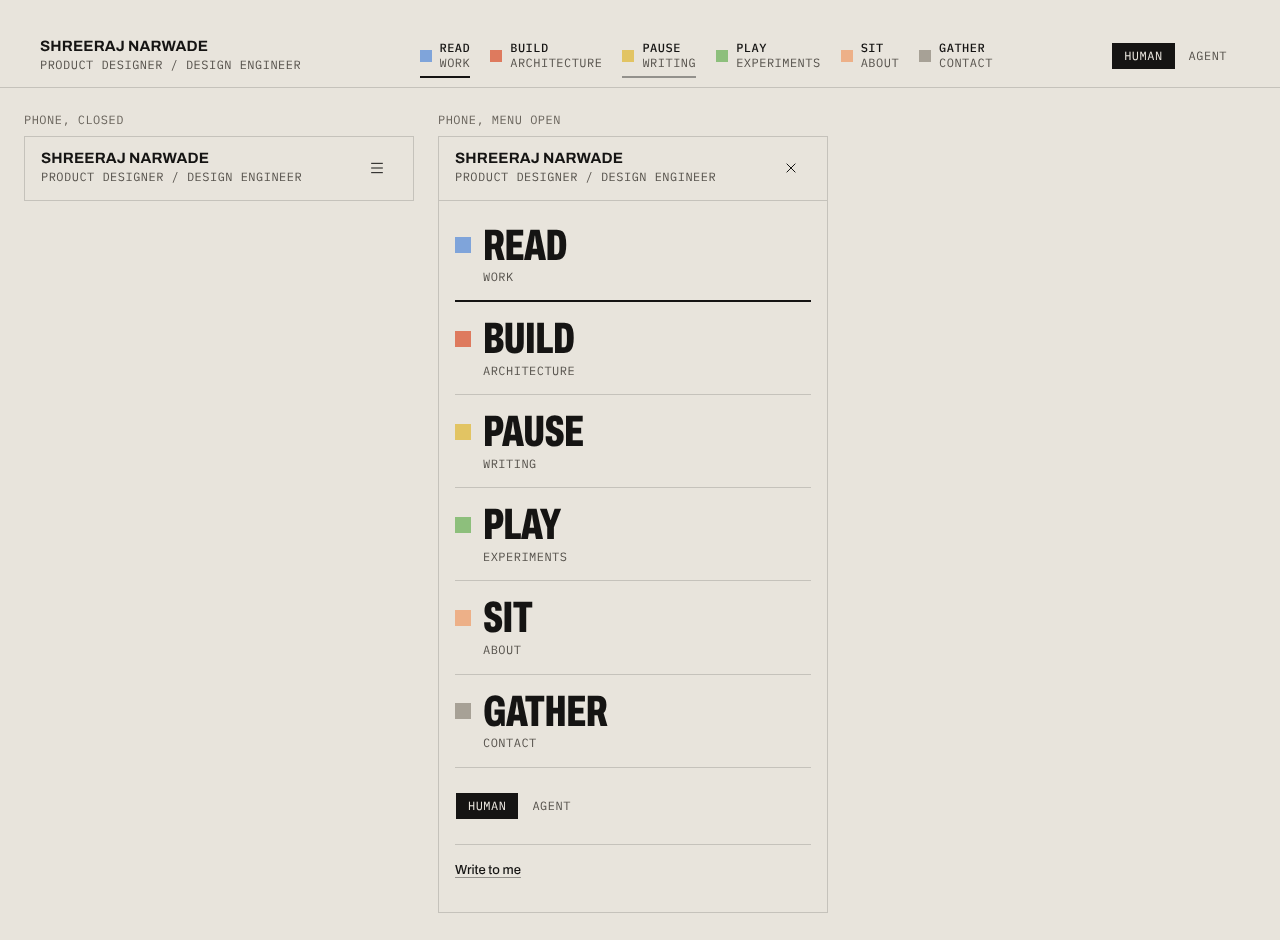 SHREERAJ NARWADE
PRODUCT DESIGNER / DESIGN ENGINEER
READ
WORK
BUILD
ARCHITECTURE
PAUSE
WRITING
PLAY
EXPERIMENTS
SIT
ABOUT
GATHER
CONTACT
HUMAN
AGENT
PHONE, CLOSED
SHREERAJ NARWADE
PRODUCT DESIGNER / DESIGN ENGINEER
PHONE, MENU OPEN
SHREERAJ NARWADE
PRODUCT DESIGNER / DESIGN ENGINEER
READ
WORK
BUILD
ARCHITECTURE
PAUSE
WRITING
PLAY
EXPERIMENTS
SIT
ABOUT
GATHER
CONTACT
HUMAN
AGENT
Write to me